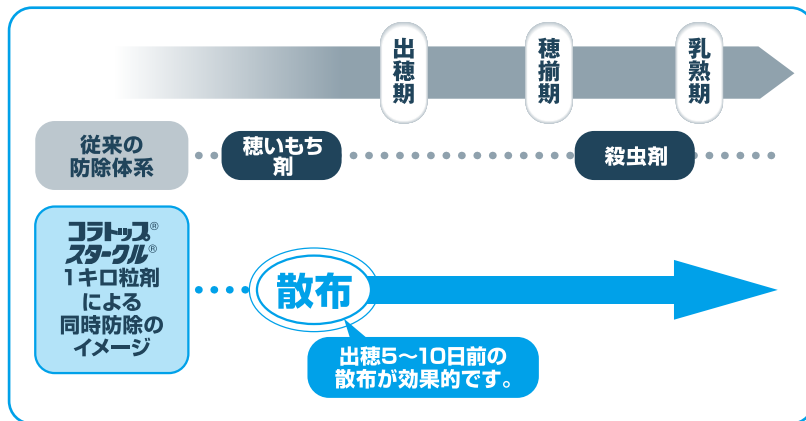 出穂期
穂揃期
乳熟期
従来の
防除体系
穂いもち
剤
殺虫剤
コラトップ®
スタークル®
1キロ粒剤
による
同時防除の
イメージ
散布
出穂5〜10日前の
散布が効果的です。